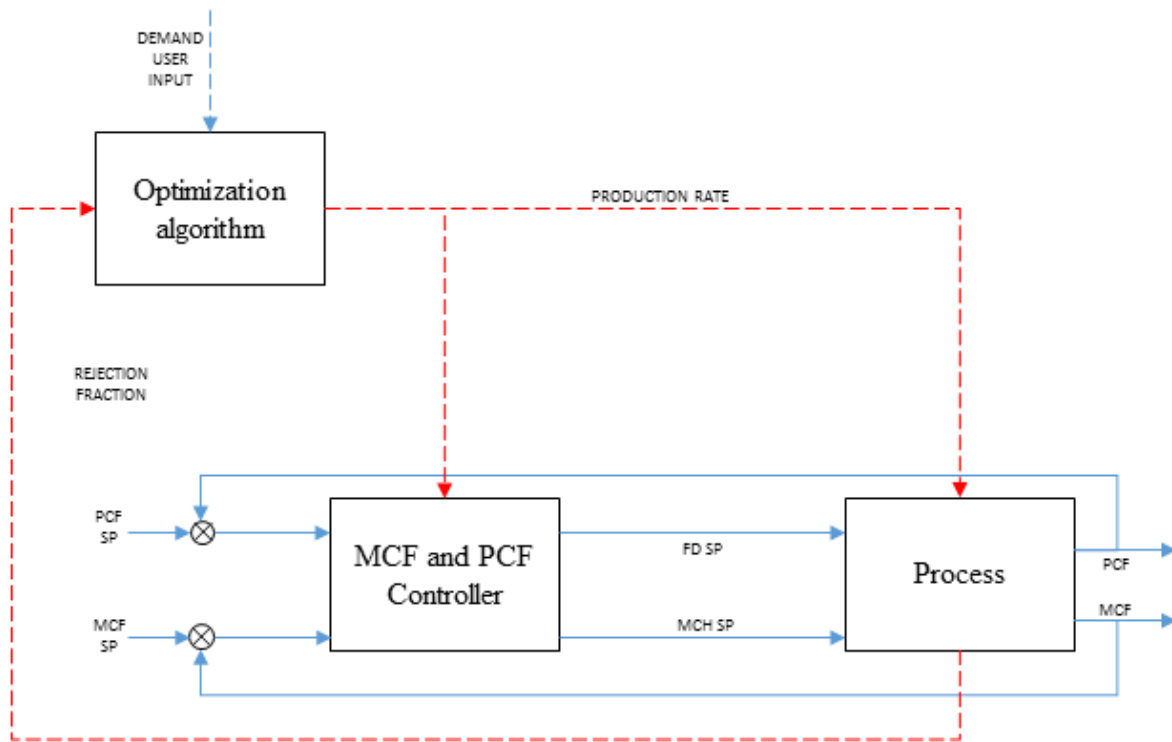 DEMAND
USER
INPUT
Optimization
algorithm
PRODUCTION RATE
REJECTION
FRACTION
PCF
SP
MCF and PCF
Controller
FD SP
Process
PCF
MCF
SP
MCH SP
MCF